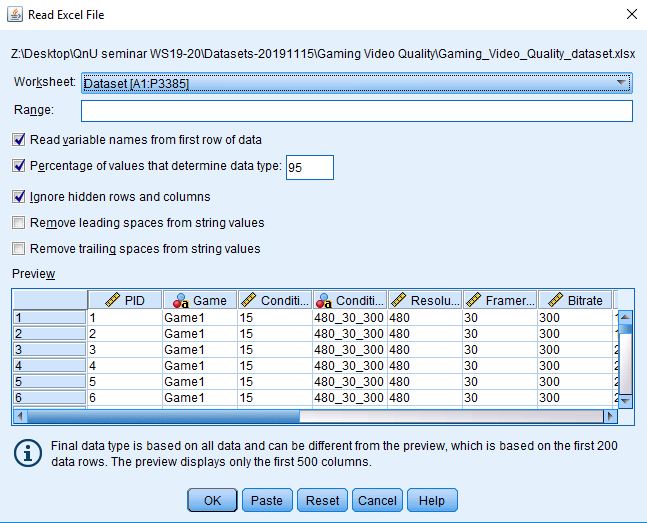 Read Excel File
Z:\Desktop\QnU seminar WS19-20\Datasets-20191115\Gaming Video Quality\Gaming_Video_Quality_dataset.xlsx
Worksheet: Dataset [A1:P3385]
Range:
Read variable names from first row of data
Percentage of values that determine data type: 95
Ignore hidden rows and columns
Remove leading spaces from string values
Remove trailing spaces from string values
Preview
PID Game Conditi... Conditi... Resolu... Framer... Bitrate
1 1 Game1 15 480_30_300 480 30 300
2 2 Game1 15 480_30_300 480 30 300
3 3 Game1 15 480_30_300 480 30 300
4 4 Game1 15 480_30_300 480 30 300
5 5 Game1 15 480_30_300 480 30 300
6 6 Game1 15 480_30_300 480 30 300
Final data type is based on all data and can be different from the preview, which is based on the first 200
data rows. The preview displays only the first 500 columns.
OK Paste Reset Cancel Help